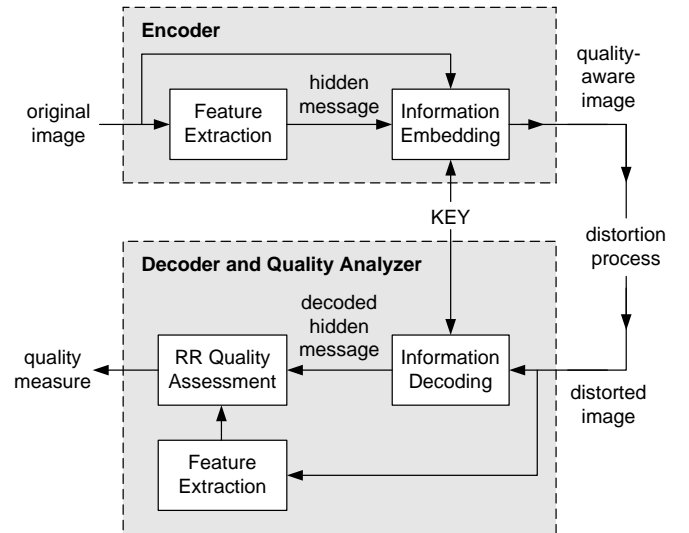 Encoder
quality-
aware
image
hidden
message
original
image
Feature
Extraction
Information
Embedding
KEY
distortion
process
Decoder and Quality Analyzer
decoded
hidden
message
quality
measure
RR Quality
Assessment
Information
Decoding
distorted
image
Feature
Extraction